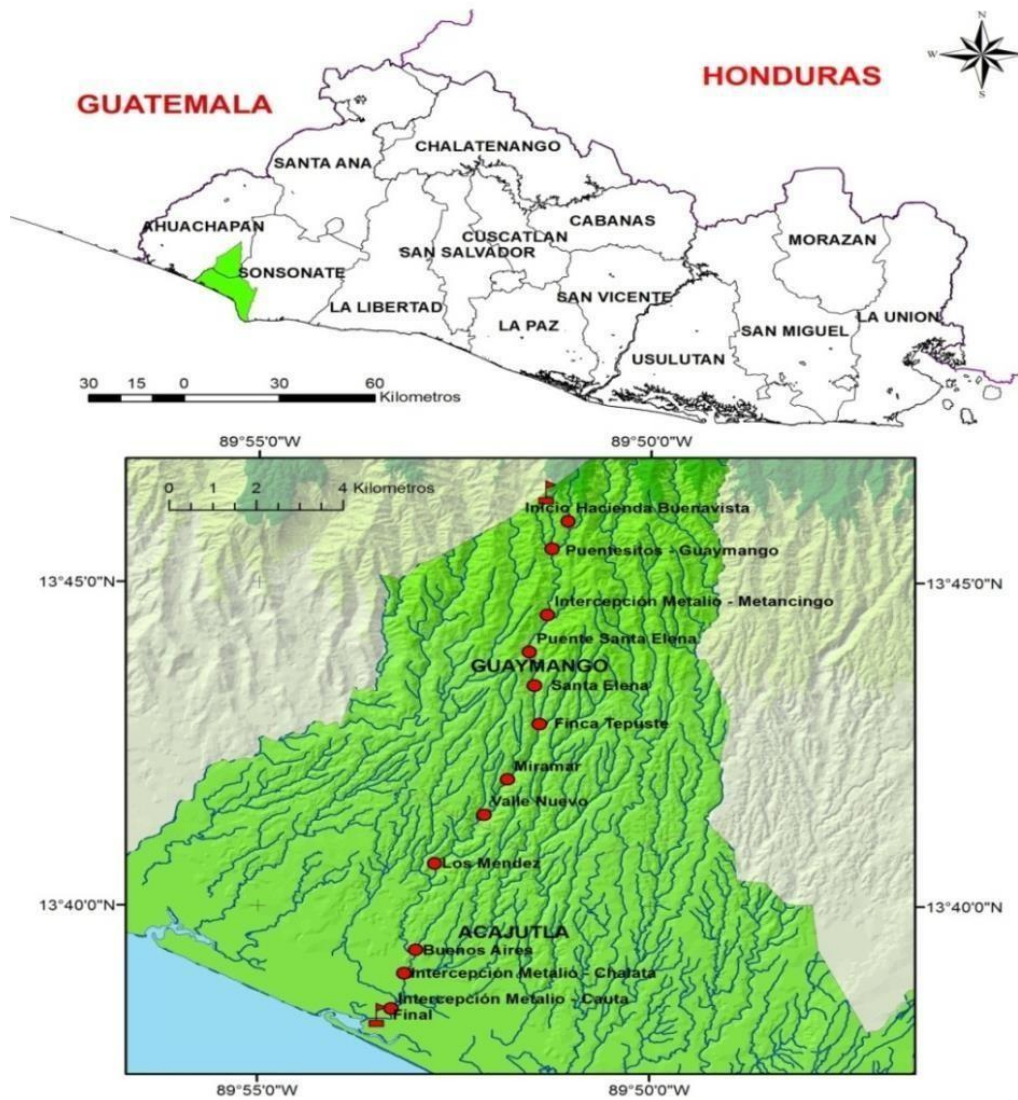 N
W
E
S
GUATEMALA
HONDURAS
SANTA ANA
CHALATENANGO
AHUACHAPAN
CABANAS
CUSCATLAN
MORAZAN
SONSONATE
SAN SALVADOR
LA LIBERTAD
SAN VICENTE
LA PAZ
SAN MIGUEL
LA UNION
USULUTAN
30 15 0 30 60
Kilometros
89°55'0"W 89°50'0"W
0 1 2 4 Kilometros
Inicio Hacienda Buenavista
Puentesitos - Guaymango
13°45'0"N 13°45'0"N
Intercepción Metalio - Metancingo
Puente Santa Elena
GUAYMANGO
Santa Elena
Finca Tepuste
Miramar
Valle Nuevo
Los Mendez
13°40'0"N 13°40'0"N
ACAJUTLA
Buenos Aires
Intercepción Metalio - Chalata
Intercepción Metalio - Cauta
Final
89°55'0"W 89°50'0"W